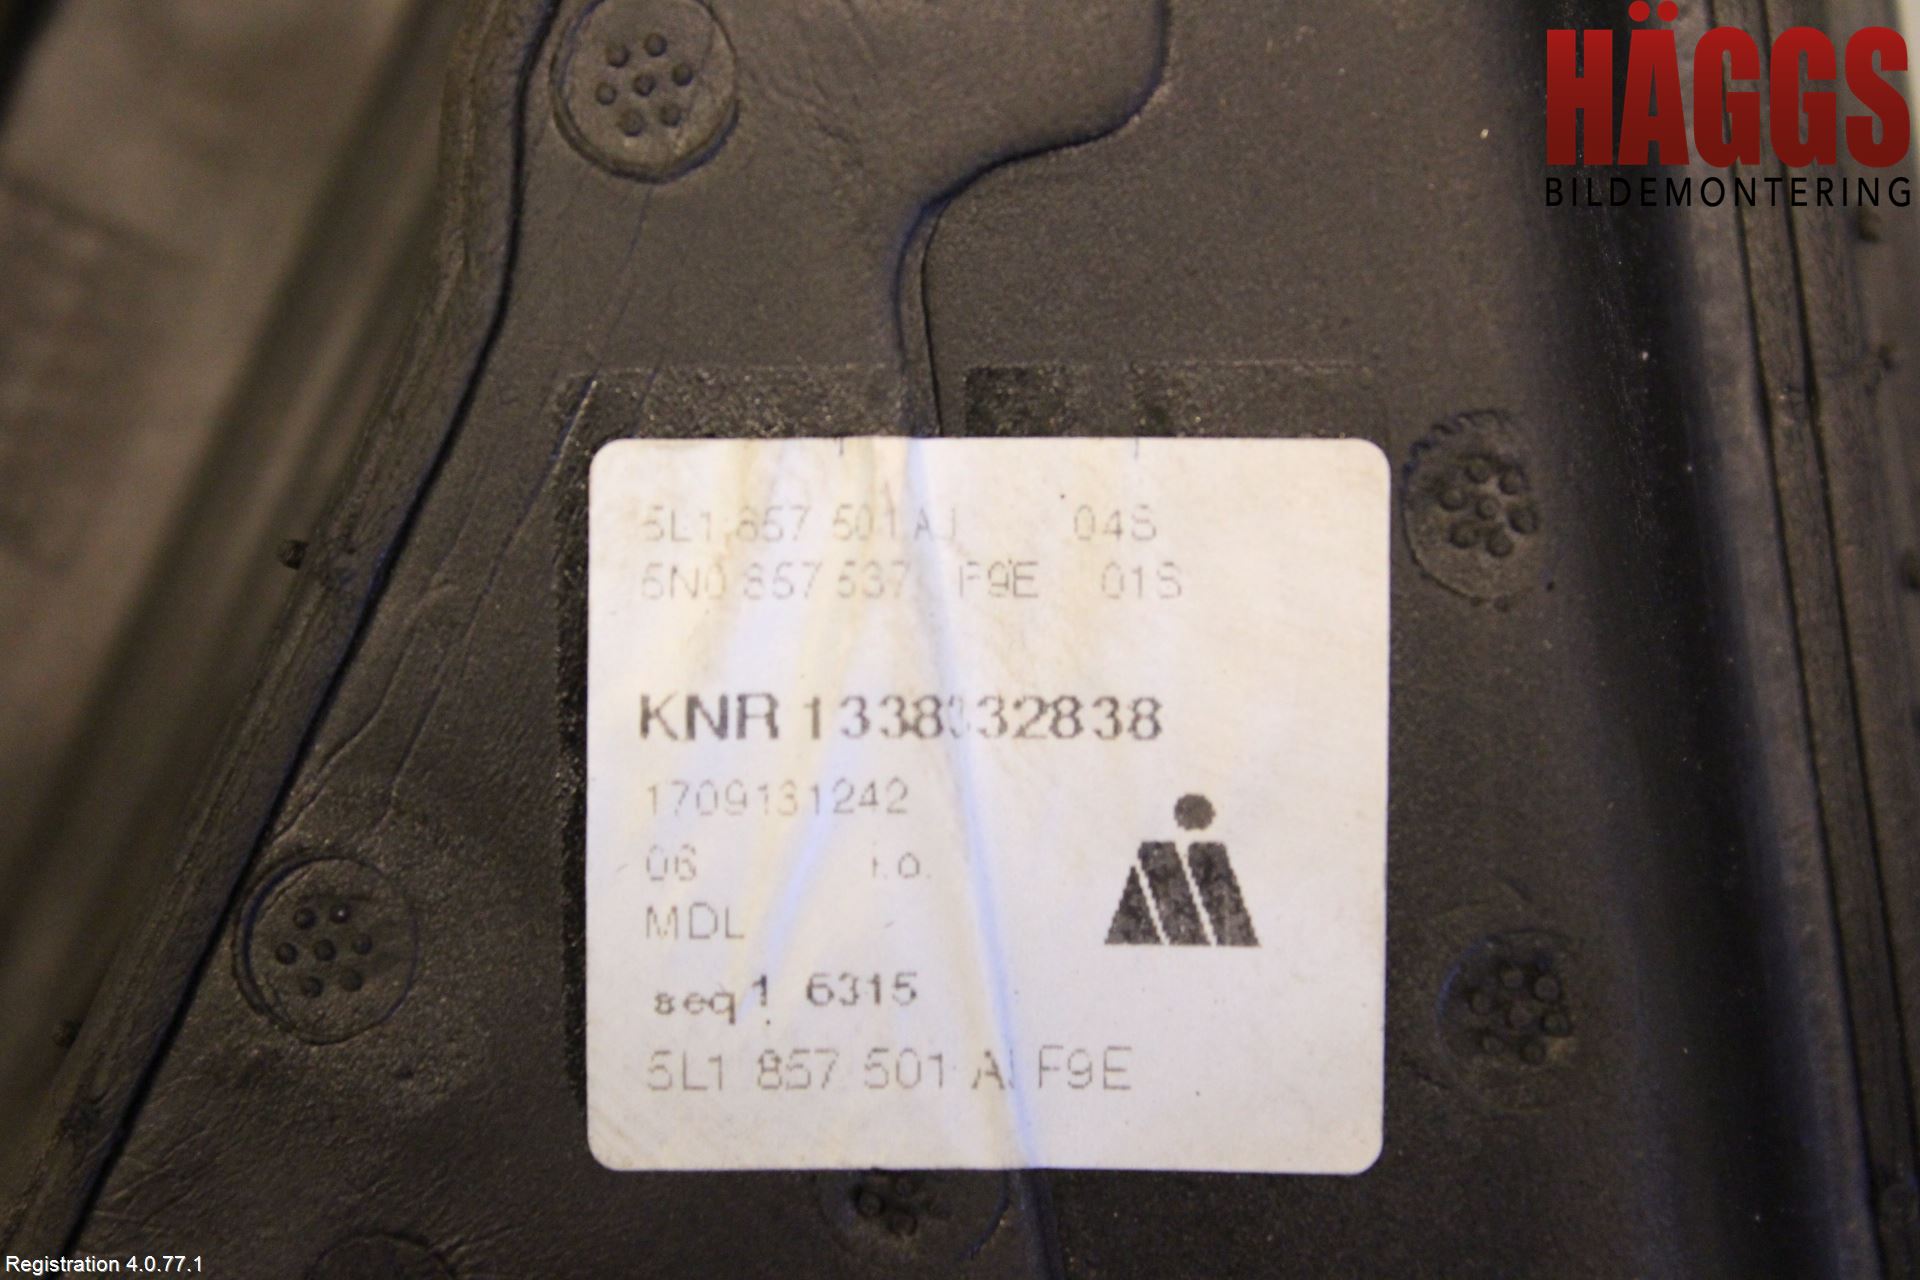 HÄGGS
BILDEMONTERING
5L1 857 501 AJ 04S
5N0 857 537 F9E 01S
KNR 1338332838
1709131242
06 i.o.
MDL
seq 1 6315
5L1 857 501 AJ F9E
Registration 4.0.77.1